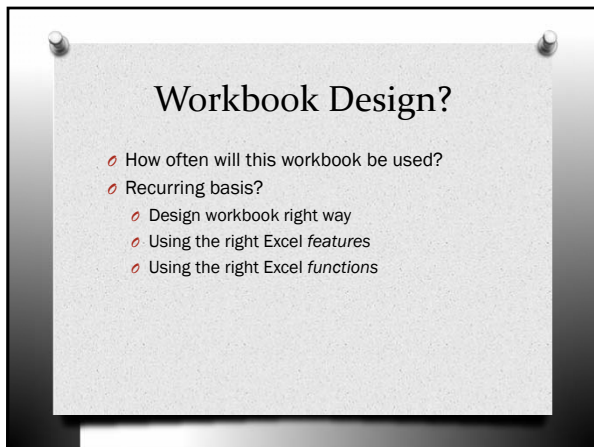 Workbook Design?
How often will this workbook be used?
Recurring basis?
Design workbook right way
Using the right Excel features
Using the right Excel functions